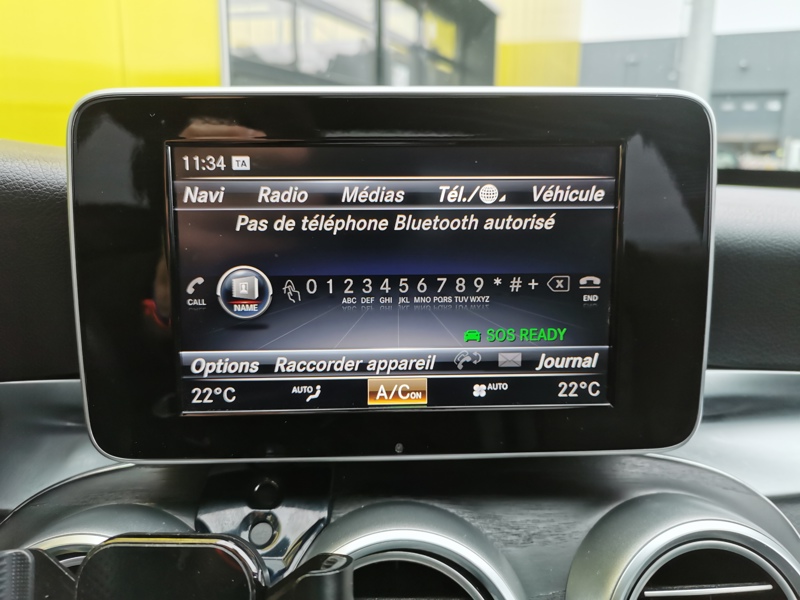 11:34 TA
Navi Radio Médias Tél./ Véhicule
Pas de téléphone Bluetooth autorisé
0 1 2 3 4 5 6 7 8 9 * # +
CALL NAME ABC DEF GHI JKL MNO PQRS TUV WXYZ END
SOS READY
Options Raccorder appareil Journal
22°C AUTO A/C ON AUTO 22°C